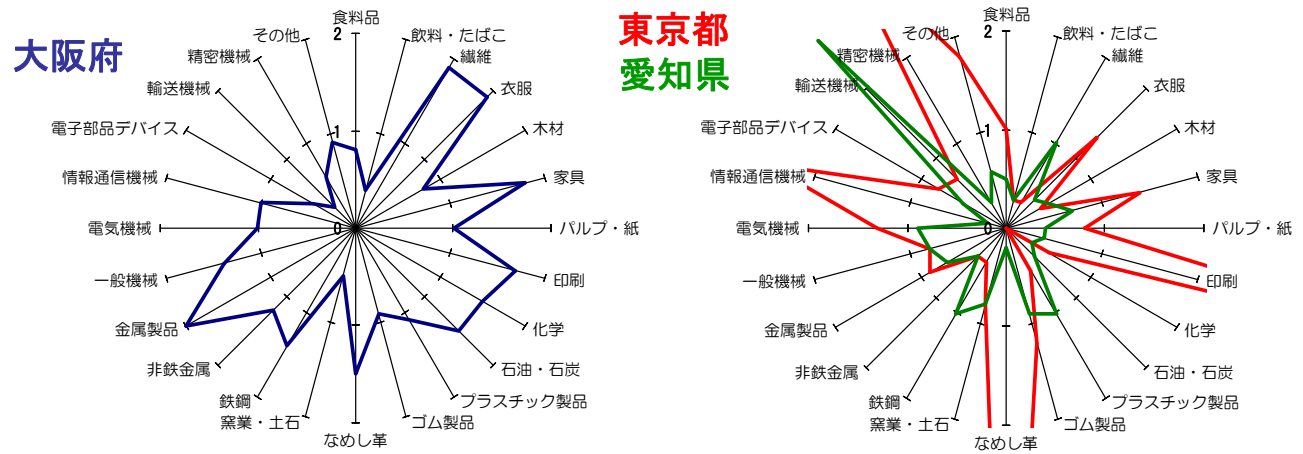 大阪府
食料品
飲料・たばこ
繊維
衣服
木材
家具
パルプ・紙
印刷
化学
石油・石炭
プラスチック製品
ゴム製品
なめし革
窯業・土石
鉄鋼
非鉄金属
金属製品
一般機械
電気機械
情報通信機械
電子部品デバイス
輸送機械
精密機械
その他
2
1
0
東京都
愛知県
食料品
飲料・たばこ
繊維
衣服
木材
家具
パルプ・紙
印刷
化学
石油・石炭
プラスチック製品
ゴム製品
なめし革
窯業・土石
鉄鋼
非鉄金属
金属製品
一般機械
電気機械
情報通信機械
電子部品デバイス
輸送機械
精密機械
その他
2
1
0